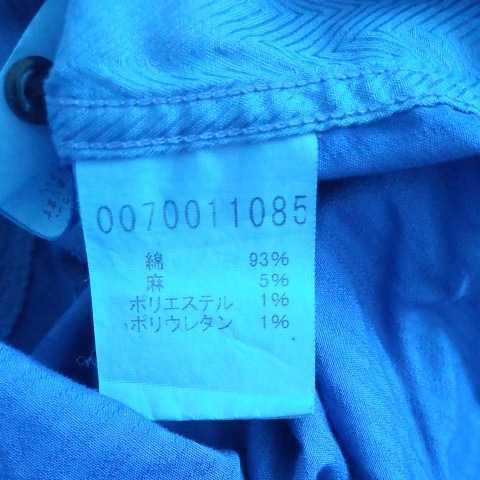 0070011085
綿 93%
麻 5%
ポリエステル 1%
ポリウレタン 1%